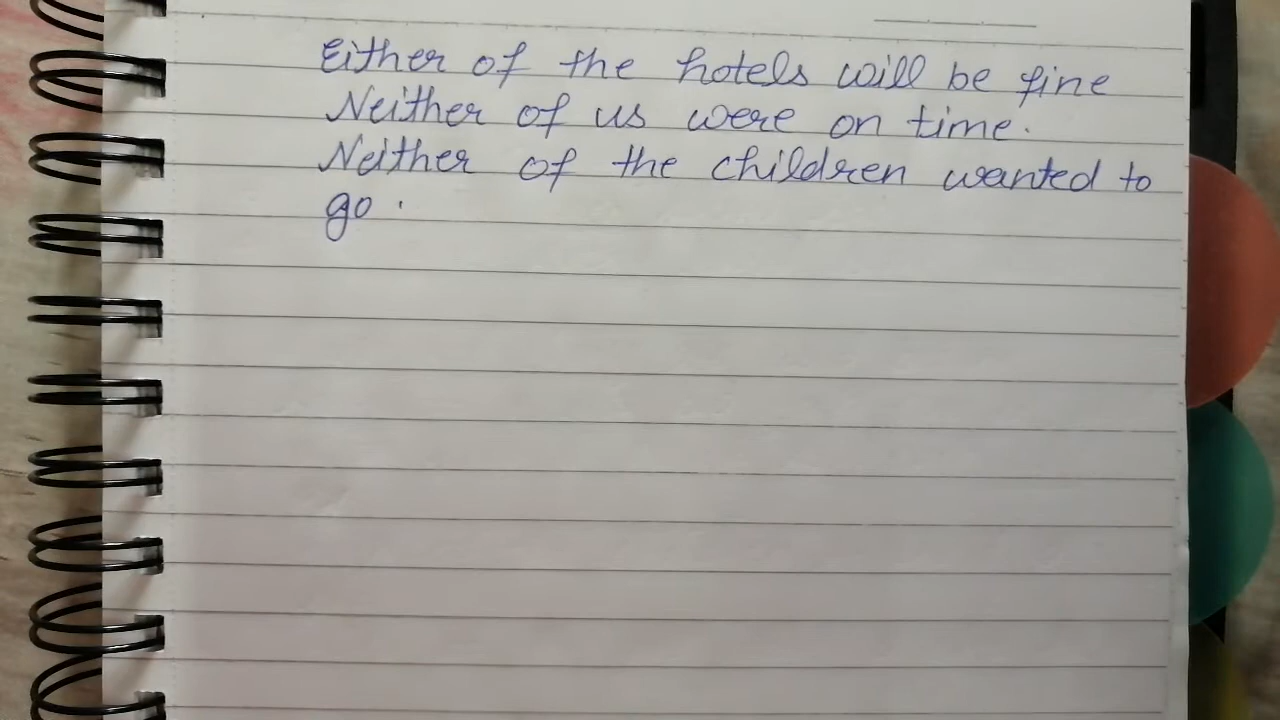 Either of the hotels will be fine
Neither of us were on time.
Neither of the children wanted to
go.